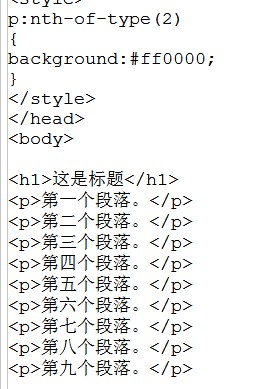 <style>
p:nth-of-type(2)
{
background:#ff0000;
}
</style>
</head>
<body>
<h1>这是标题</h1>
<p>第一个段落。</p>
<p>第二个段落。</p>
<p>第三个段落。</p>
<p>第四个段落。</p>
<p>第五个段落。</p>
<p>第六个段落。</p>
<p>第七个段落。</p>
<p>第八个段落。</p>
<p>第九个段落。</p>